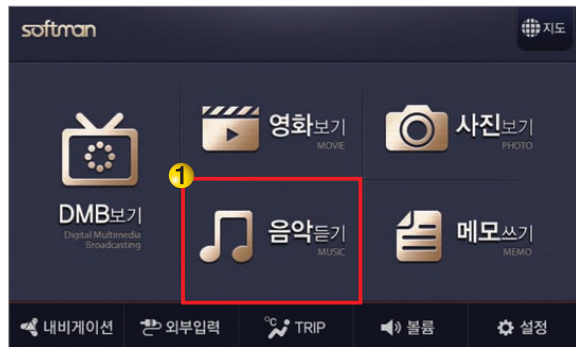 softman
지도
영화보기
MOVIE
사진보기
PHOTO
DMB보기
Digital Multimedia
Broadcasting
1
음악듣기
MUSIC
메모쓰기
MEMO
내비게이션
외부입력
℃ TRIP
볼륨
설정